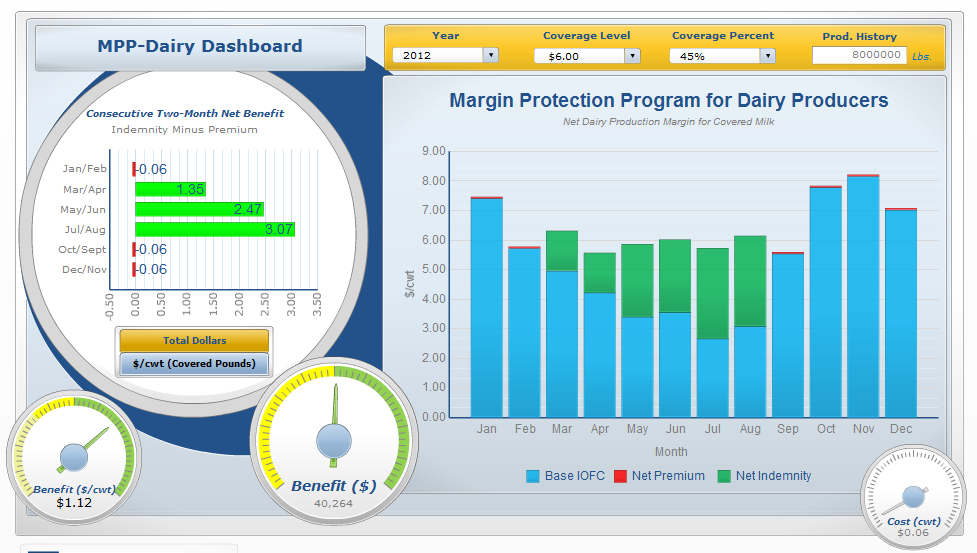 MPP-Dairy Dashboard
Year
Coverage Level
Coverage Percent
Prod. History
2012
$6.00
45%
8000000
Lbs.
Consecutive Two-Month Net Benefit
Indemnity Minus Premium
Jan/Feb
-0.06
Mar/Apr
1.35
May/Jun
2.47
Jul/Aug
3.07
Oct/Sept
-0.06
Dec/Nov
-0.06
-0.50
0.00
0.50
1.00
1.50
2.00
2.50
3.00
3.50
Total Dollars
$/cwt (Covered Pounds)
Benefit ($/cwt)
$1.12
Benefit ($)
40,264
Margin Protection Program for Dairy Producers
Net Dairy Production Margin for Covered Milk
9.00
8.00
7.00
6.00
5.00
4.00
3.00
2.00
1.00
0.00
$/cwt
Jan Feb Mar Apr May Jun Jul Aug Sep Oct Nov Dec
Month
Base IOFC Net Premium Net Indemnity
Cost (cwt)
$0.06